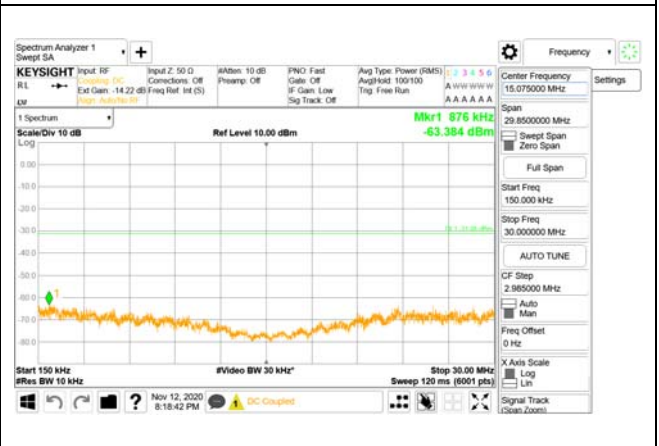 Spectrum Analyzer 1
Swept SA
+
Frequency
KEYSIGHT
R L
Input: RF
Coupling: DC
Ext Gain: -14.22 dB
Align: Auto/No RF
Input Z: 50 Ω
Corrections: Off
Freq Ref: Int (S)
#Atten: 10 dB
Preamp: Off
PNO: Fast
Gate: Off
IF Gain: Low
Sig Track: Off
Avg Type: Power (RMS)
Avg|Hold: 100/100
Trig: Free Run
1 2 3 4 5 6
A W W W W W
A A A A A A
1 Spectrum
Scale/Div 10 dB
Ref Level 10.00 dBm
Mkr1 876 kHz
-63.384 dBm
Log
0.00
-10.0
-20.0
-30.0
-40.0
-50.0
-60.0
-70.0
-80.0
1
Start 150 kHz
#Res BW 10 kHz
#Video BW 30 kHz*
Stop 30.00 MHz
Sweep 120 ms (6001 pts)
Center Frequency
15.075000 MHz
Settings
Span
29.8500000 MHz
Swept Span
Zero Span
Full Span
Start Freq
150.000 kHz
Stop Freq
30.000000 MHz
AUTO TUNE
CF Step
2.985000 MHz
Auto
Man
Freq Offset
0 Hz
X Axis Scale
Log
Lin
Signal Track
(Span Zoom)
?
Nov 12, 2020
8:18:42 PM
1
DC Coupled